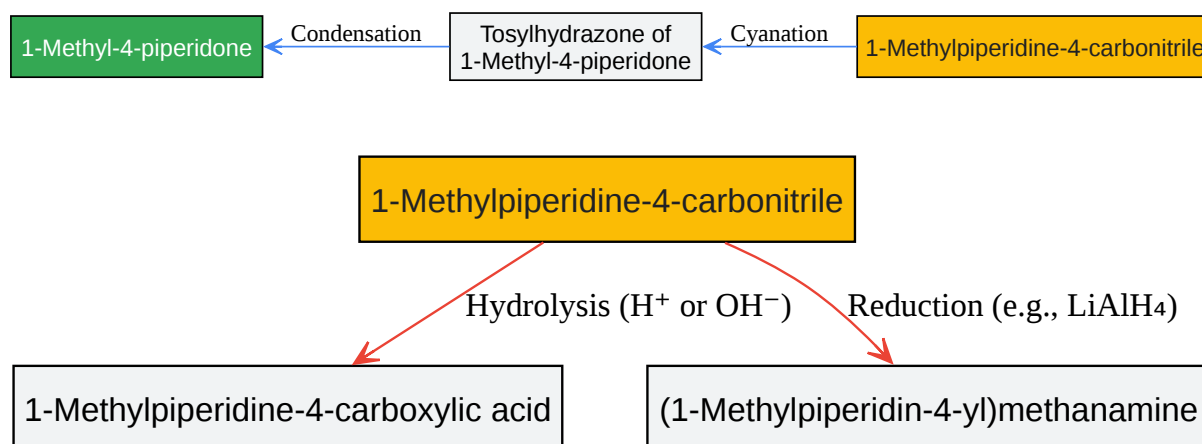 1-Methyl-4-piperidone
Condensation
Tosylhydrazone of
1-Methyl-4-piperidone
Cyanation
1-Methylpiperidine-4-carbonitrile
1-Methylpiperidine-4-carbonitrile
Hydrolysis (H⁺ or OH⁻)
Reduction (e.g., LiAlH₄)
1-Methylpiperidine-4-carboxylic acid
(1-Methylpiperidin-4-yl)methanamine